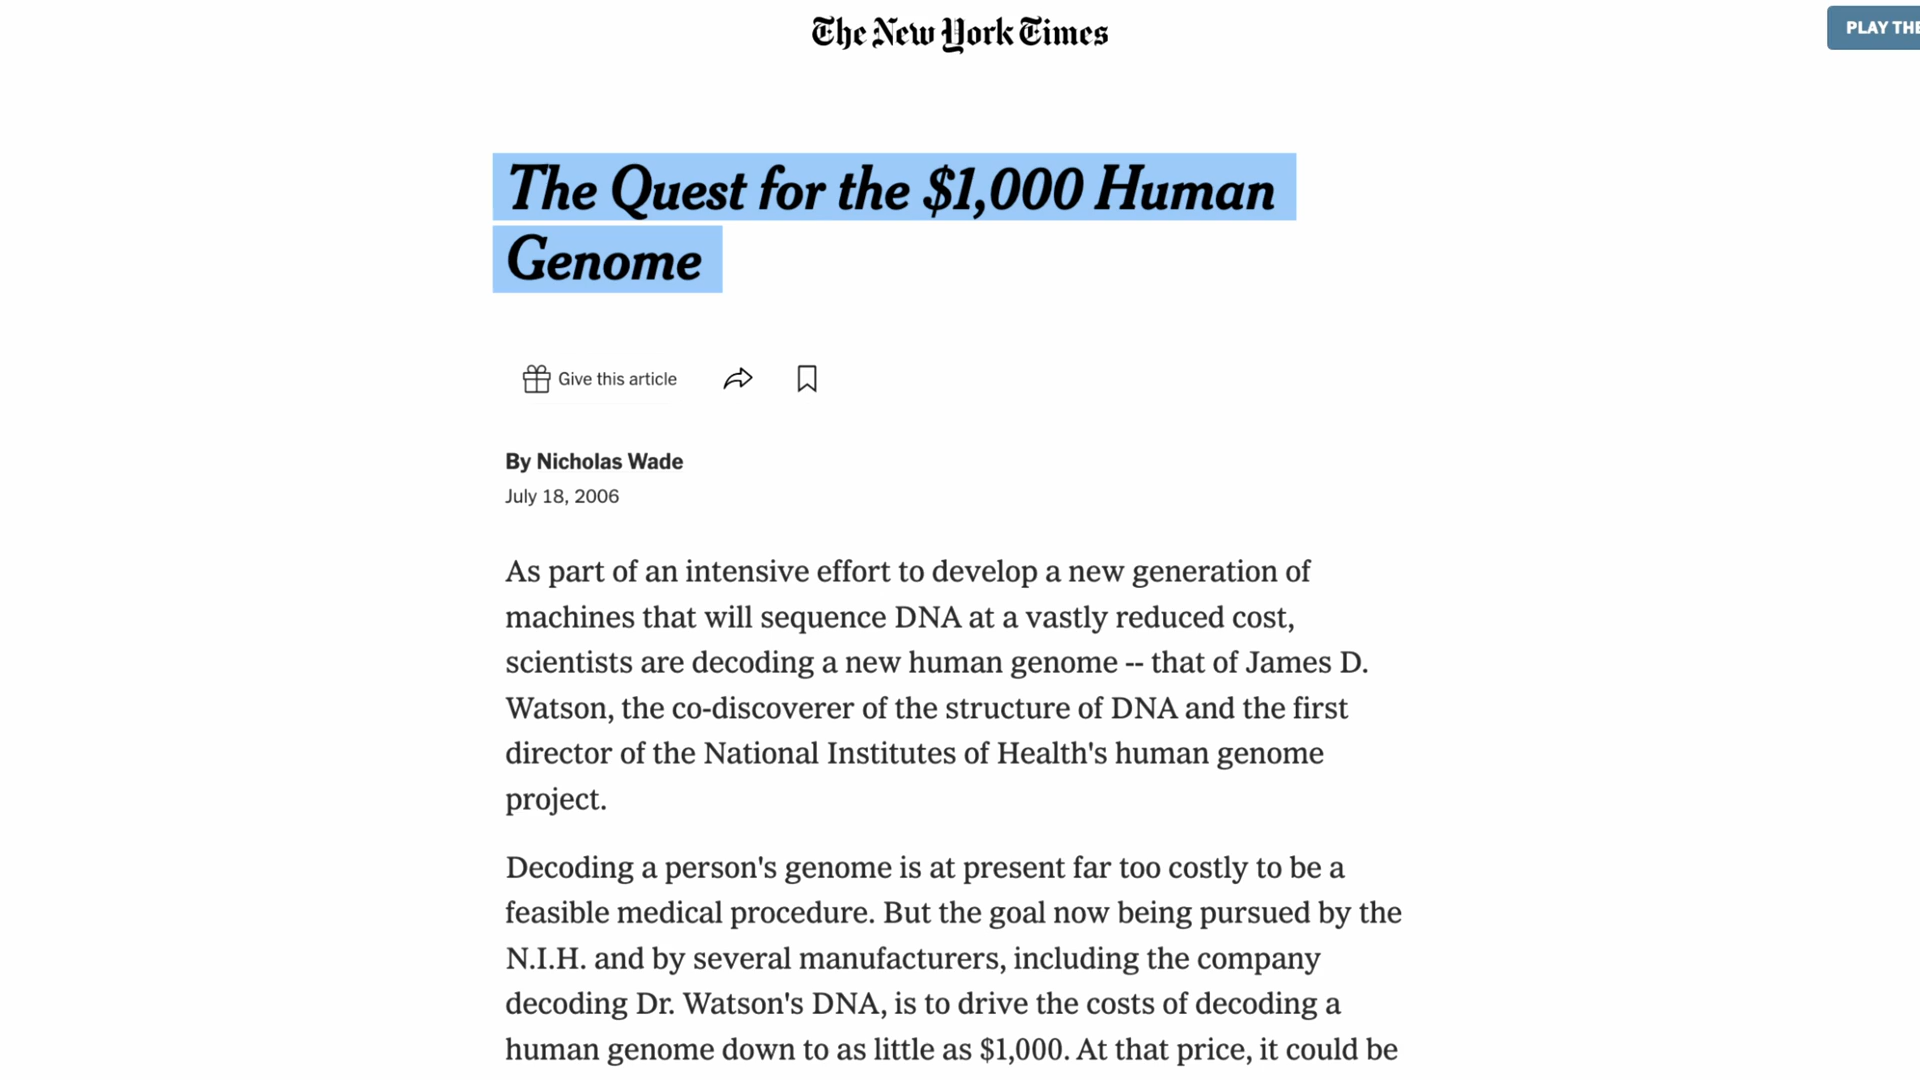 The New York Times
PLAY THE
The Quest for the $1,000 Human
Genome
Give this article
By Nicholas Wade
July 18, 2006
As part of an intensive effort to develop a new generation of
machines that will sequence DNA at a vastly reduced cost,
scientists are decoding a new human genome -- that of James D.
Watson, the co-discoverer of the structure of DNA and the first
director of the National Institutes of Health's human genome
project.
Decoding a person's genome is at present far too costly to be a
feasible medical procedure. But the goal now being pursued by the
N.I.H. and by several manufacturers, including the company
decoding Dr. Watson's DNA, is to drive the costs of decoding a
human genome down to as little as $1,000. At that price, it could be